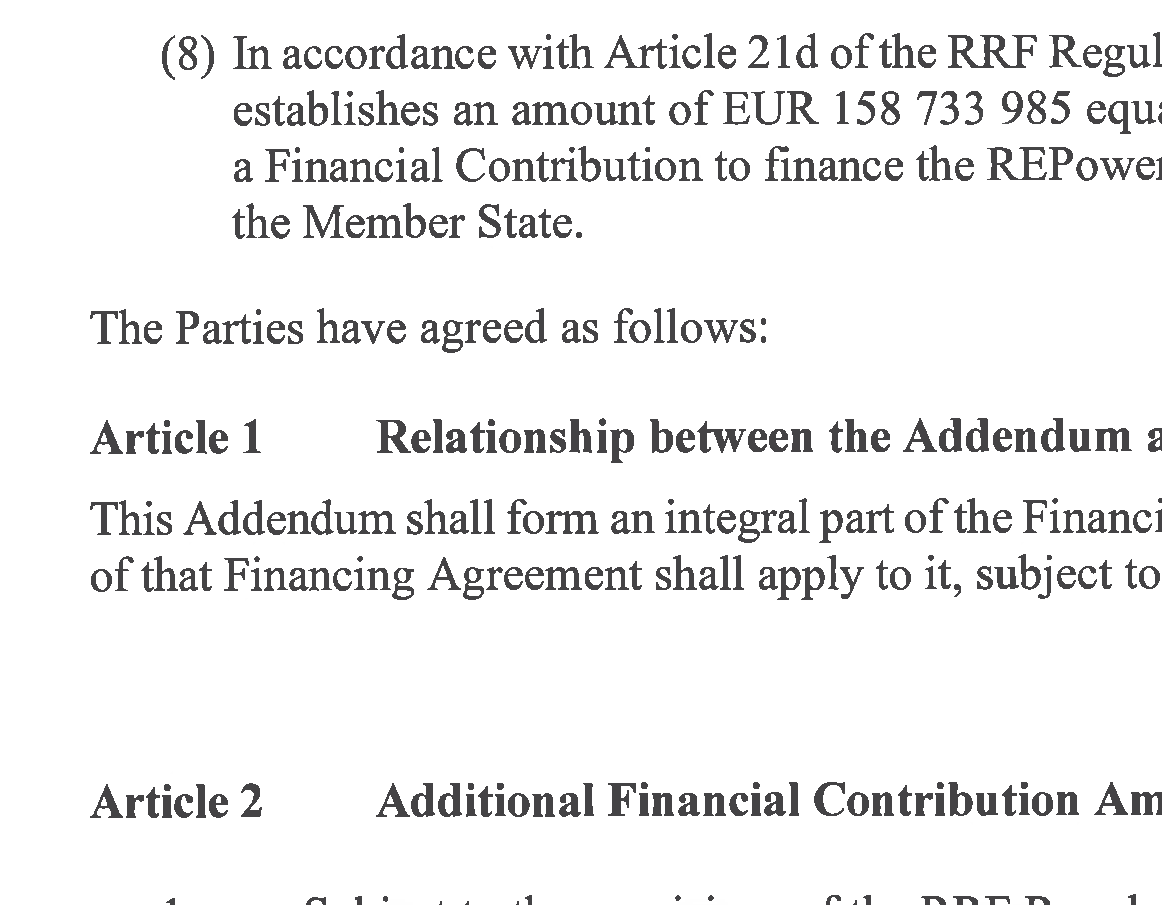 (8) In accordance with Article 21d of the RRF Regul
establishes an amount of EUR 158 733 985 equa
a Financial Contribution to finance the REPower
the Member State.
The Parties have agreed as follows:
Article 1 Relationship between the Addendum a
This Addendum shall form an integral part of the Financi
of that Financing Agreement shall apply to it, subject to
Article 2 Additional Financial Contribution Am